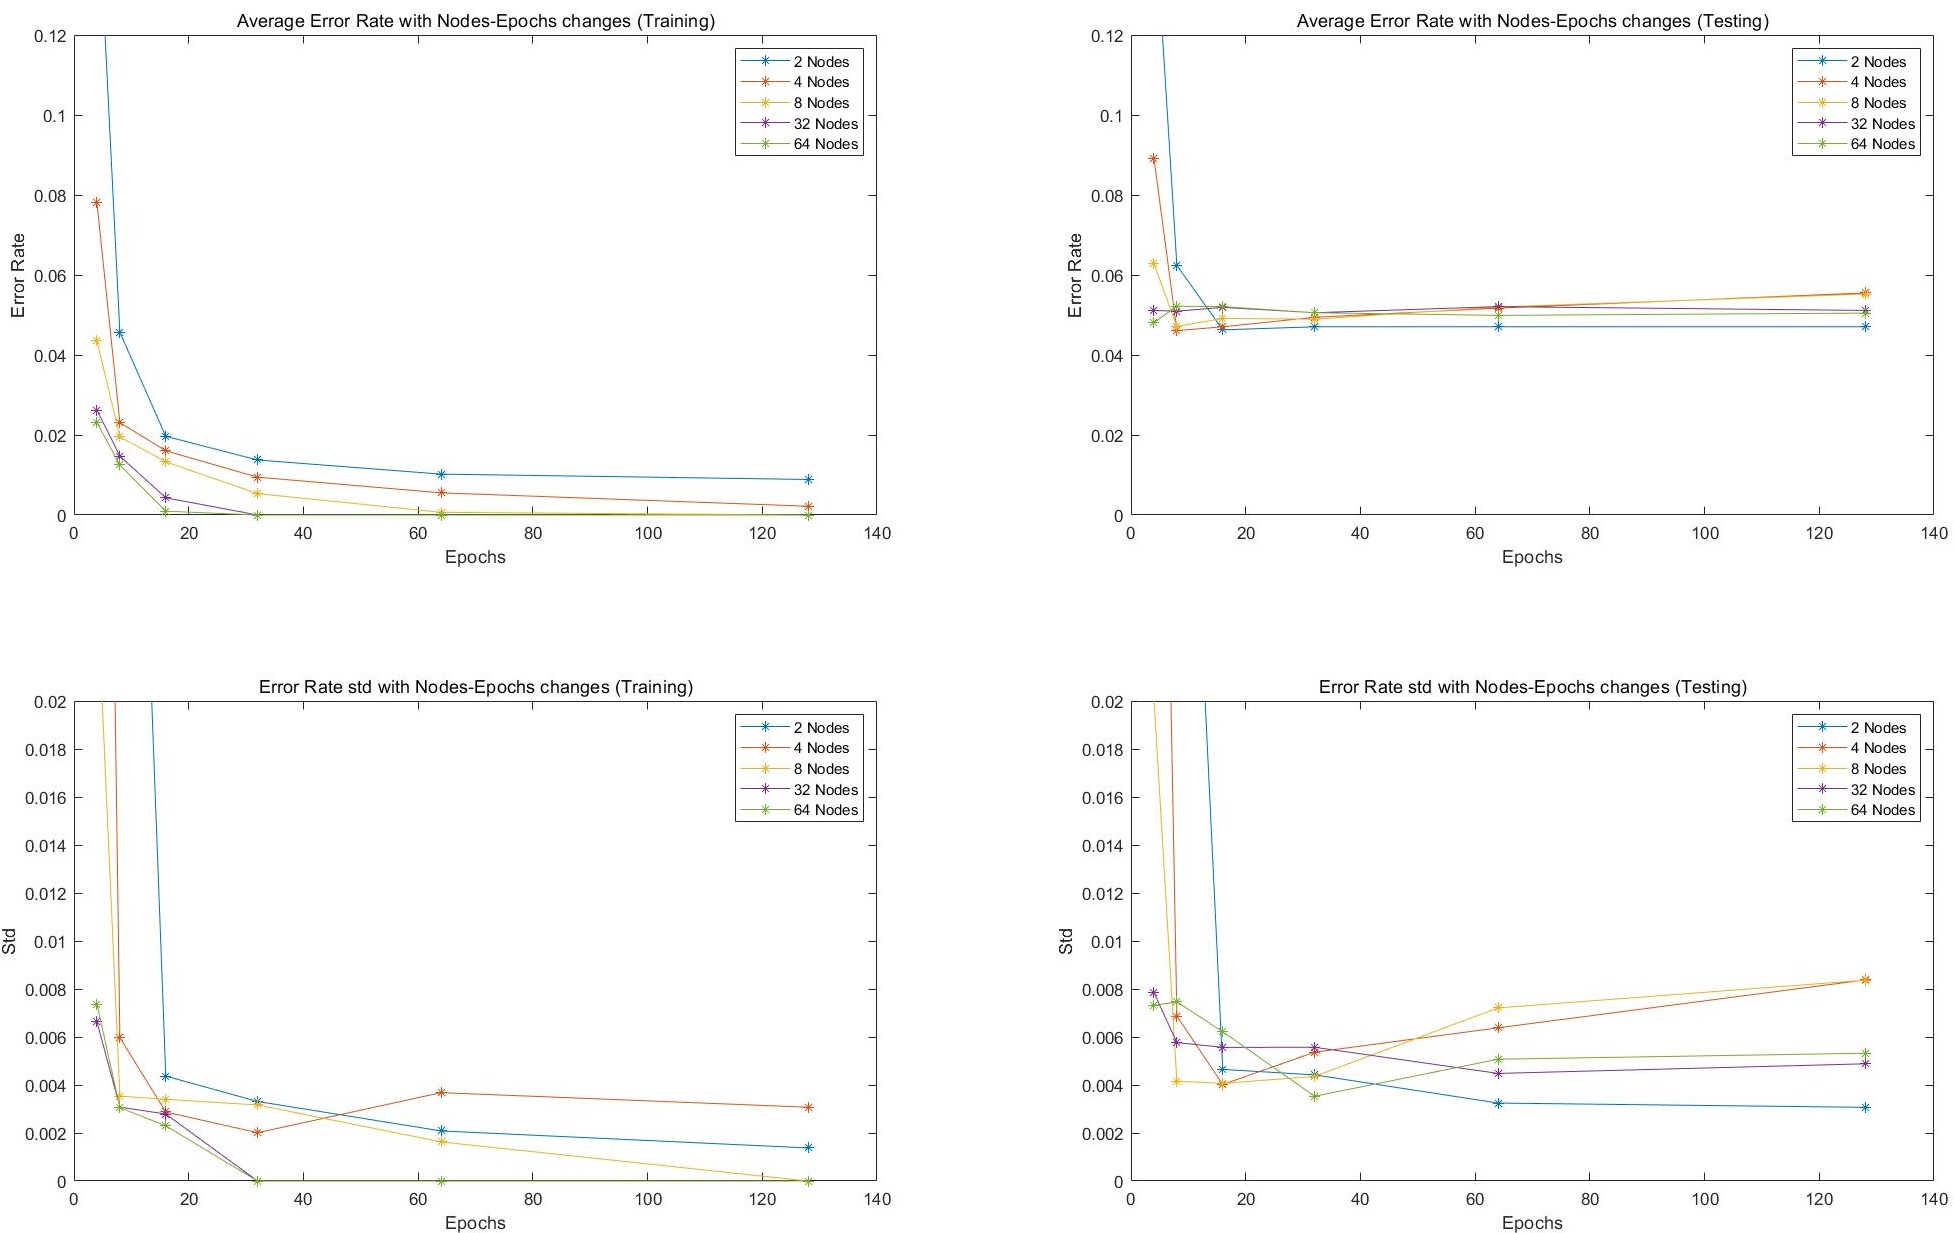 Average Error Rate with Nodes-Epochs changes (Training)
0.12
0.1
0.08
0.06
0.04
0.02
0
Error Rate
0 20 40 60 80 100 120 140
Epochs
2 Nodes
4 Nodes
8 Nodes
32 Nodes
64 Nodes
Average Error Rate with Nodes-Epochs changes (Testing)
0.12
0.1
0.08
0.06
0.04
0.02
0
Error Rate
0 20 40 60 80 100 120 140
Epochs
2 Nodes
4 Nodes
8 Nodes
32 Nodes
64 Nodes
Error Rate std with Nodes-Epochs changes (Training)
0.02
0.018
0.016
0.014
0.012
0.01
0.008
0.006
0.004
0.002
0
Std
0 20 40 60 80 100 120 140
Epochs
2 Nodes
4 Nodes
8 Nodes
32 Nodes
64 Nodes
Error Rate std with Nodes-Epochs changes (Testing)
0.02
0.018
0.016
0.014
0.012
0.01
0.008
0.006
0.004
0.002
0
Std
0 20 40 60 80 100 120 140
Epochs
2 Nodes
4 Nodes
8 Nodes
32 Nodes
64 Nodes